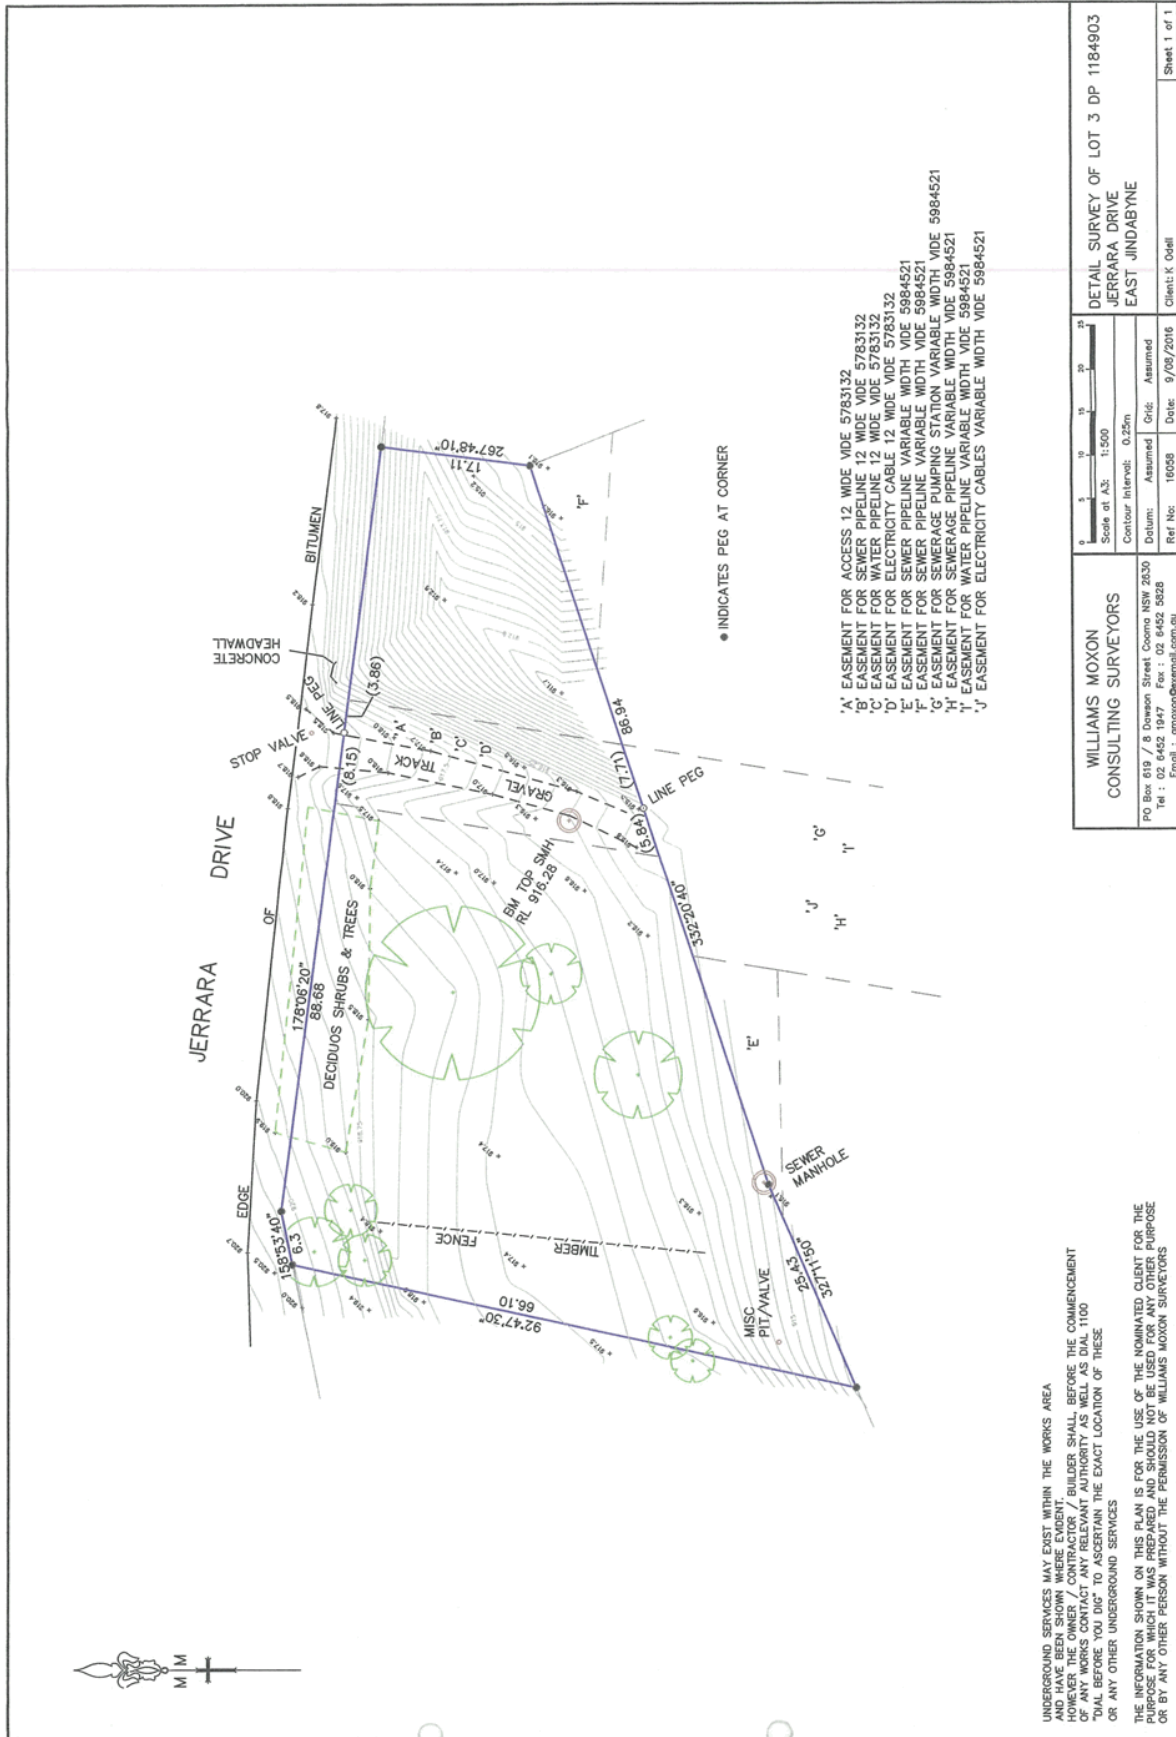 JERRARA DRIVE
EDGE OF BITUMEN
CONCRETE
HEADWALL
STOP VALVE
LINE PEG
(3.86)
(8.15)
178°06'20"
88.68
DECIDUOS SHRUBS & TREES
158°53'40"
6.3
92°47'30"
66.10
267°48'10"
17.11
TRACK
GRAVEL
'A'
'B'
'C'
'D'
BM TOP SMH
RL 916.28
TIMBER FENCE
MISC
PIT/VALVE
25.43
327°11'50"
SEWER
MANHOLE
332°20'40"
86.94
(5.84)
(7.71)
LINE PEG
'E'
'F'
'G'
'I'
'J'
'H'
M M
● INDICATES PEG AT CORNER
'A' EASEMENT FOR ACCESS 12 WIDE VIDE 5783132
'B' EASEMENT FOR SEWER PIPELINE 12 WIDE VIDE 5783132
'C' EASEMENT FOR WATER PIPELINE 12 WIDE VIDE 5783132
'D' EASEMENT FOR ELECTRICITY CABLE 12 WIDE VIDE 5783132
'E' EASEMENT FOR SEWER PIPELINE VARIABLE WIDTH VIDE 5984521
'F' EASEMENT FOR SEWER PIPELINE VARIABLE WIDTH VIDE 5984521
'G' EASEMENT FOR SEWERAGE PUMPING STATION VARIABLE WIDTH VIDE 5984521
'H' EASEMENT FOR SEWERAGE PIPELINE VARIABLE WIDTH VIDE 5984521
'I' EASEMENT FOR WATER PIPELINE VARIABLE WIDTH VIDE 5984521
'J' EASEMENT FOR ELECTRICITY CABLES VARIABLE WIDTH VIDE 5984521
UNDERGROUND SERVICES MAY EXIST WITHIN THE WORKS AREA
AND HAVE BEEN SHOWN WHERE EVIDENT.
HOWEVER THE OWNER / CONTRACTOR / BUILDER SHALL, BEFORE THE COMMENCEMENT
OF ANY WORKS CONTACT ANY RELEVANT AUTHORITY AS WELL AS DIAL 1100
"DIAL BEFORE YOU DIG" TO ASCERTAIN THE EXACT LOCATION OF THESE
OR ANY OTHER UNDERGROUND SERVICES
THE INFORMATION SHOWN ON THIS PLAN IS FOR THE USE OF THE NOMINATED CLIENT FOR THE
PURPOSE FOR WHICH IT WAS PREPARED AND SHOULD NOT BE USED FOR ANY OTHER PURPOSE
OR BY ANY OTHER PERSON WITHOUT THE PERMISSION OF WILLIAMS MOXON SURVEYORS
WILLIAMS MOXON
CONSULTING SURVEYORS
PO Box 619 / 8 Dawson Street Cooma NSW 2630
Tel : 02 6452 1947 Fax : 02 6452 5828
0 5 10 15 20 25
Scale at A3: 1:500
Contour Interval: 0.25m
Datum: Assumed Grid: Assumed
Ref No: 16058 Date: 9/08/2016
DETAIL SURVEY OF LOT 3 DP 1184903
JERRARA DRIVE
EAST JINDABYNE
Client: K Odell
Sheet 1 of 1